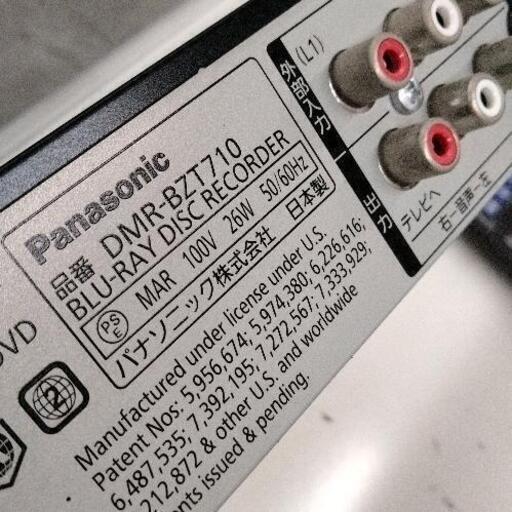 Panasonic
品番 DMR-BZT710
BLU-RAY DISC RECORDER
PSE MAR 100V 26W 50/60Hz
パナソニック株式会社 日本製
Manufactured under license under U.S.
Patent Nos: 5,956,674; 5,974,380; 6,226,616;
6,487,535; 7,392,195; 7,272,567; 7,333,929;
212,872 & other U.S. and worldwide
issued & pending.
VD
2
(L1)
外部入力1
出力
テレビへ
右-音声-左